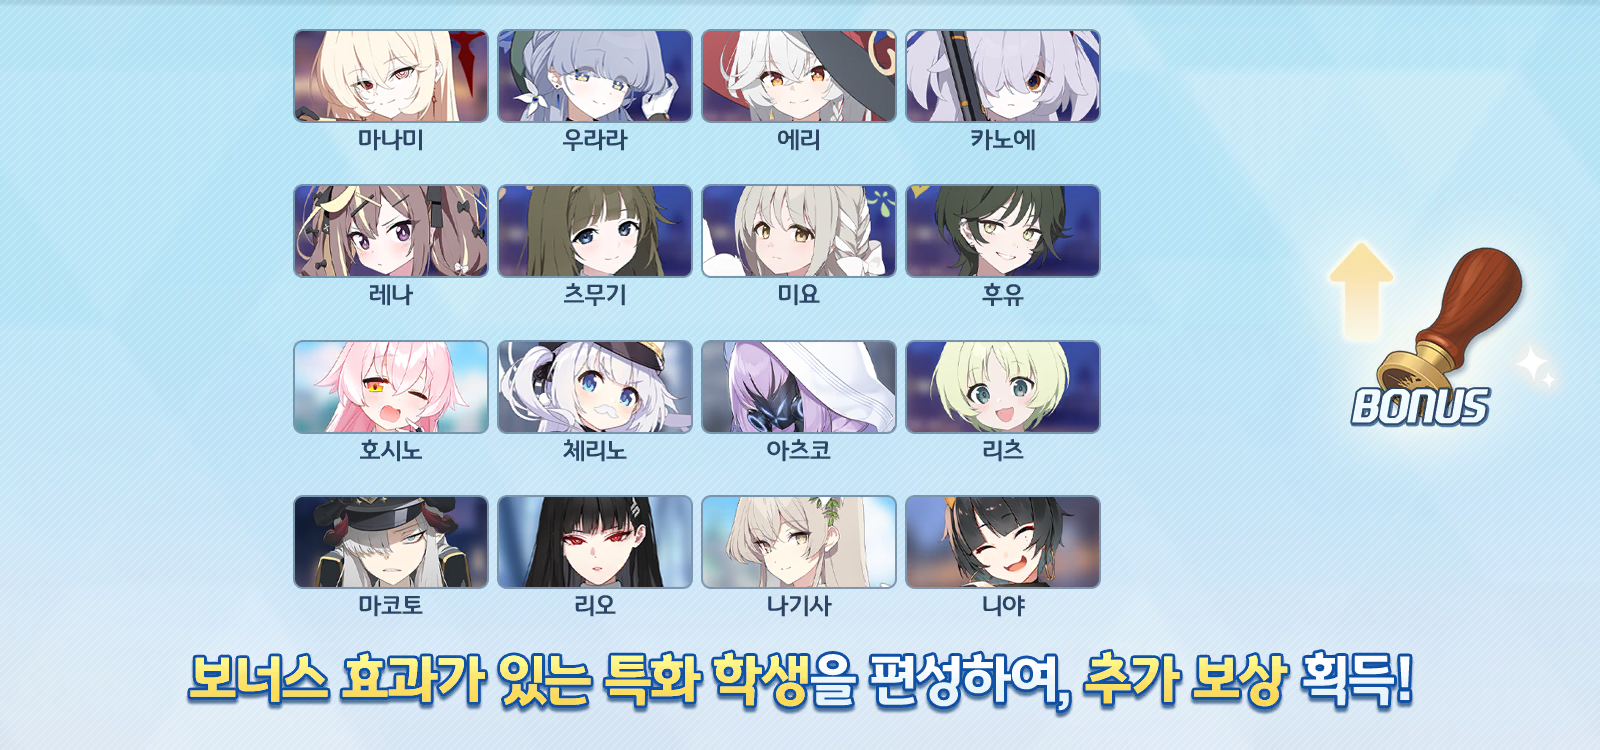 마나미 우라라 에리 카노에
레나 츠무기 미요 후유
호시노 체리노 아츠코 리츠
BONUS
마코토 리오 나기사 니야
보너스 효과가 있는 특화 학생을 편성하여, 추가 보상 획득!